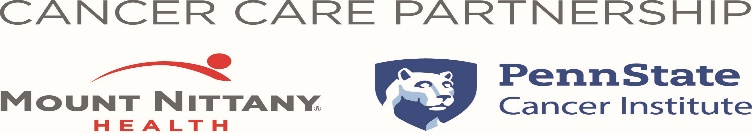 CANCER CARE PARTNERSHIP
MOUNT NITTANY®
HEALTH
PennState
Cancer Institute